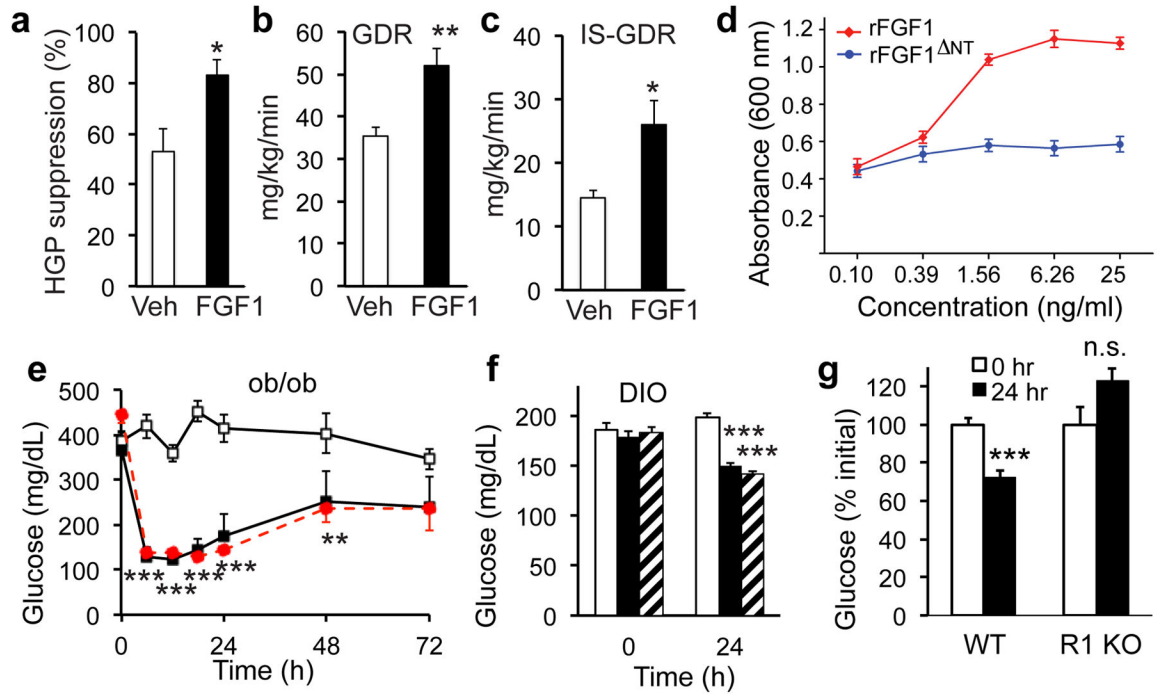 a
HGP suppression (%)
100
80
60
40
20
0
*
Veh FGF1
b
GDR
mg/kg/min
60
50
40
30
20
10
0
**
Veh FGF1
c
IS-GDR
mg/kg/min
40
30
20
10
0
*
Veh FGF1
d
rFGF1
rFGF1ΔNT
Absorbance (600 nm)
1.2
1.0
0.8
0.6
0.4
0.2
0.10 0.39 1.56 6.26 25
Concentration (ng/ml)
e
ob/ob
Glucose (mg/dL)
500
400
300
200
100
0
***
***
***
***
**
0 24 48 72
Time (h)
f
DIO
Glucose (mg/dL)
200
150
100
50
0
***
***
0 24
Time (h)
g
0 hr
24 hr
n.s.
Glucose (% initial)
120
100
80
60
40
20
0
***
WT R1 KO